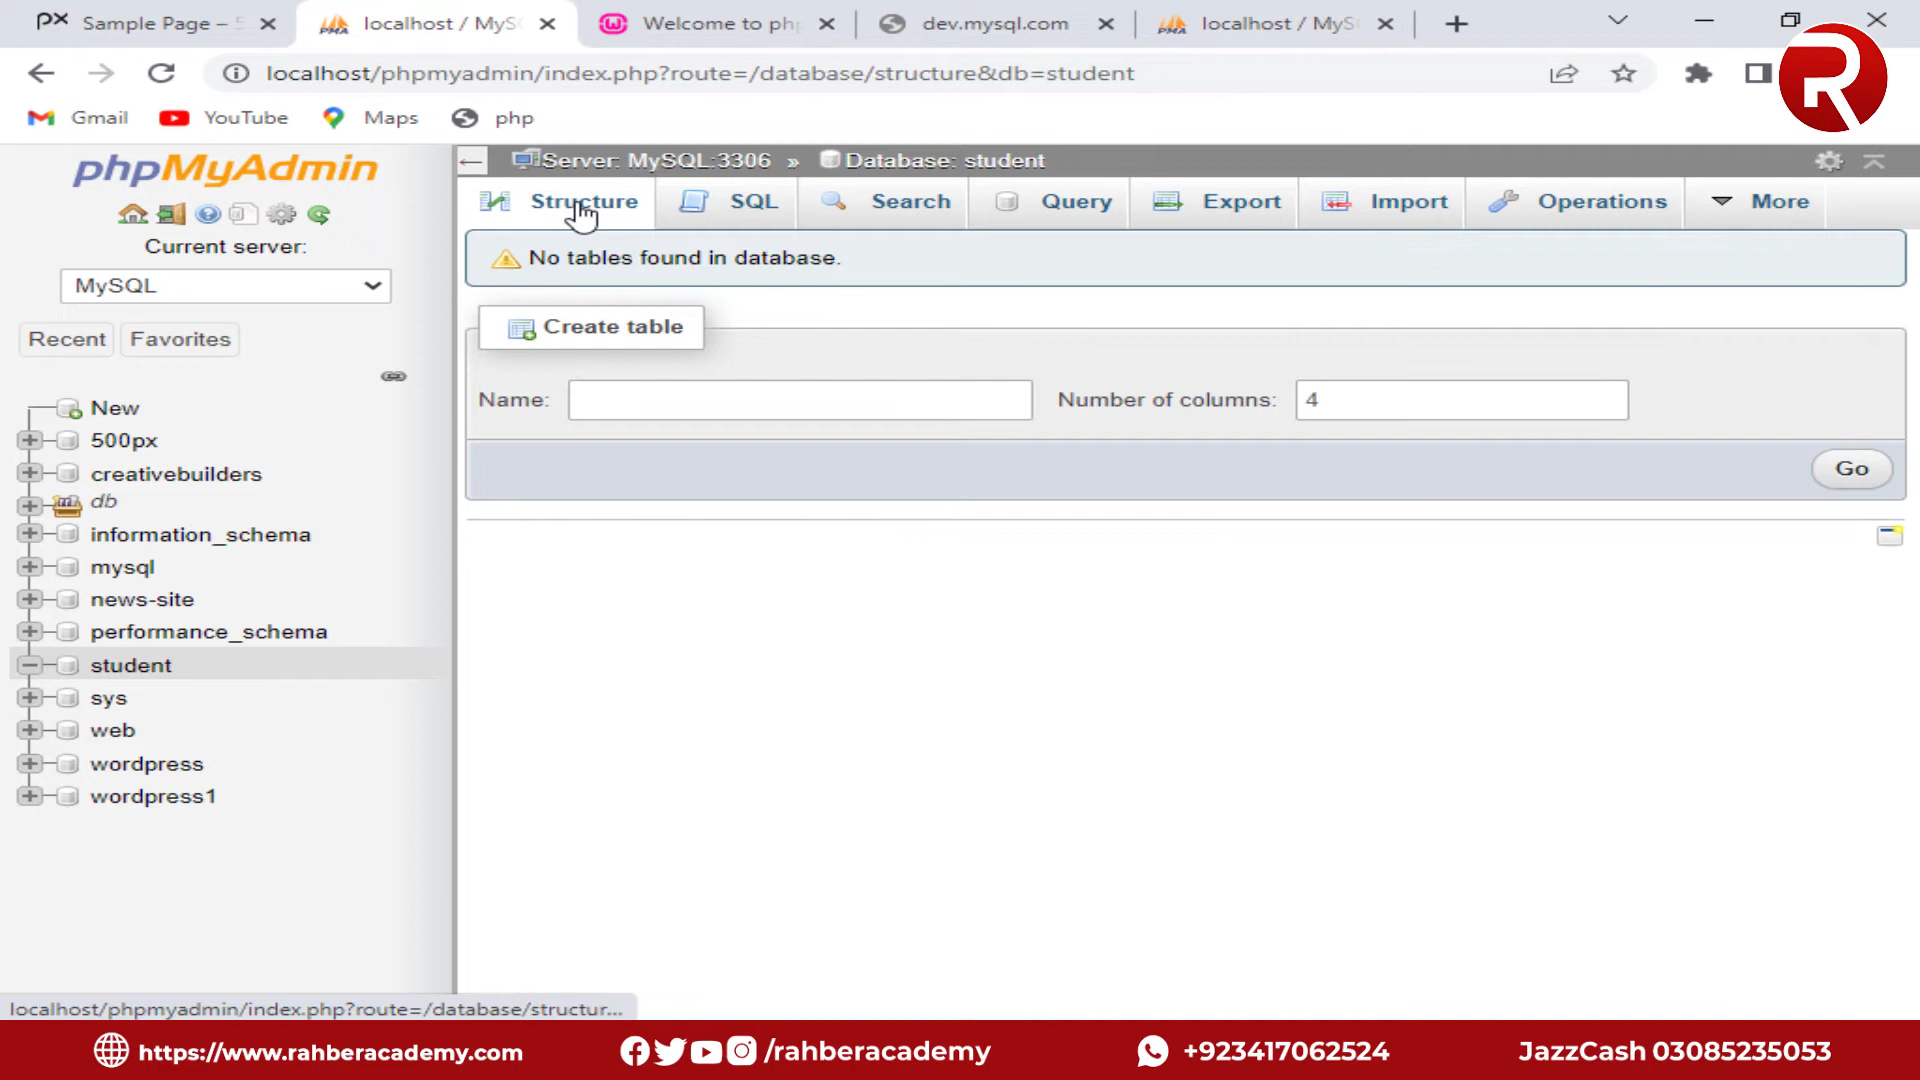 Sample Page – 5
localhost / MyS
Welcome to php
dev.mysql.com
localhost / MyS
localhost/phpmyadmin/index.php?route=/database/structure&db=student
R
Gmail
YouTube
Maps
php
phpMyAdmin
Current server:
MySQL
Recent
Favorites
New
500px
creativebuilders
db
information_schema
mysql
news-site
performance_schema
student
sys
web
wordpress
wordpress1
Server: MySQL:3306 » Database: student
Structure
SQL
Search
Query
Export
Import
Operations
More
No tables found in database.
Create table
Name:
Number of columns: 4
Go
localhost/phpmyadmin/index.php?route=/database/structur...
https://www.rahberacademy.com
/rahberacademy
+923417062524
JazzCash 03085235053